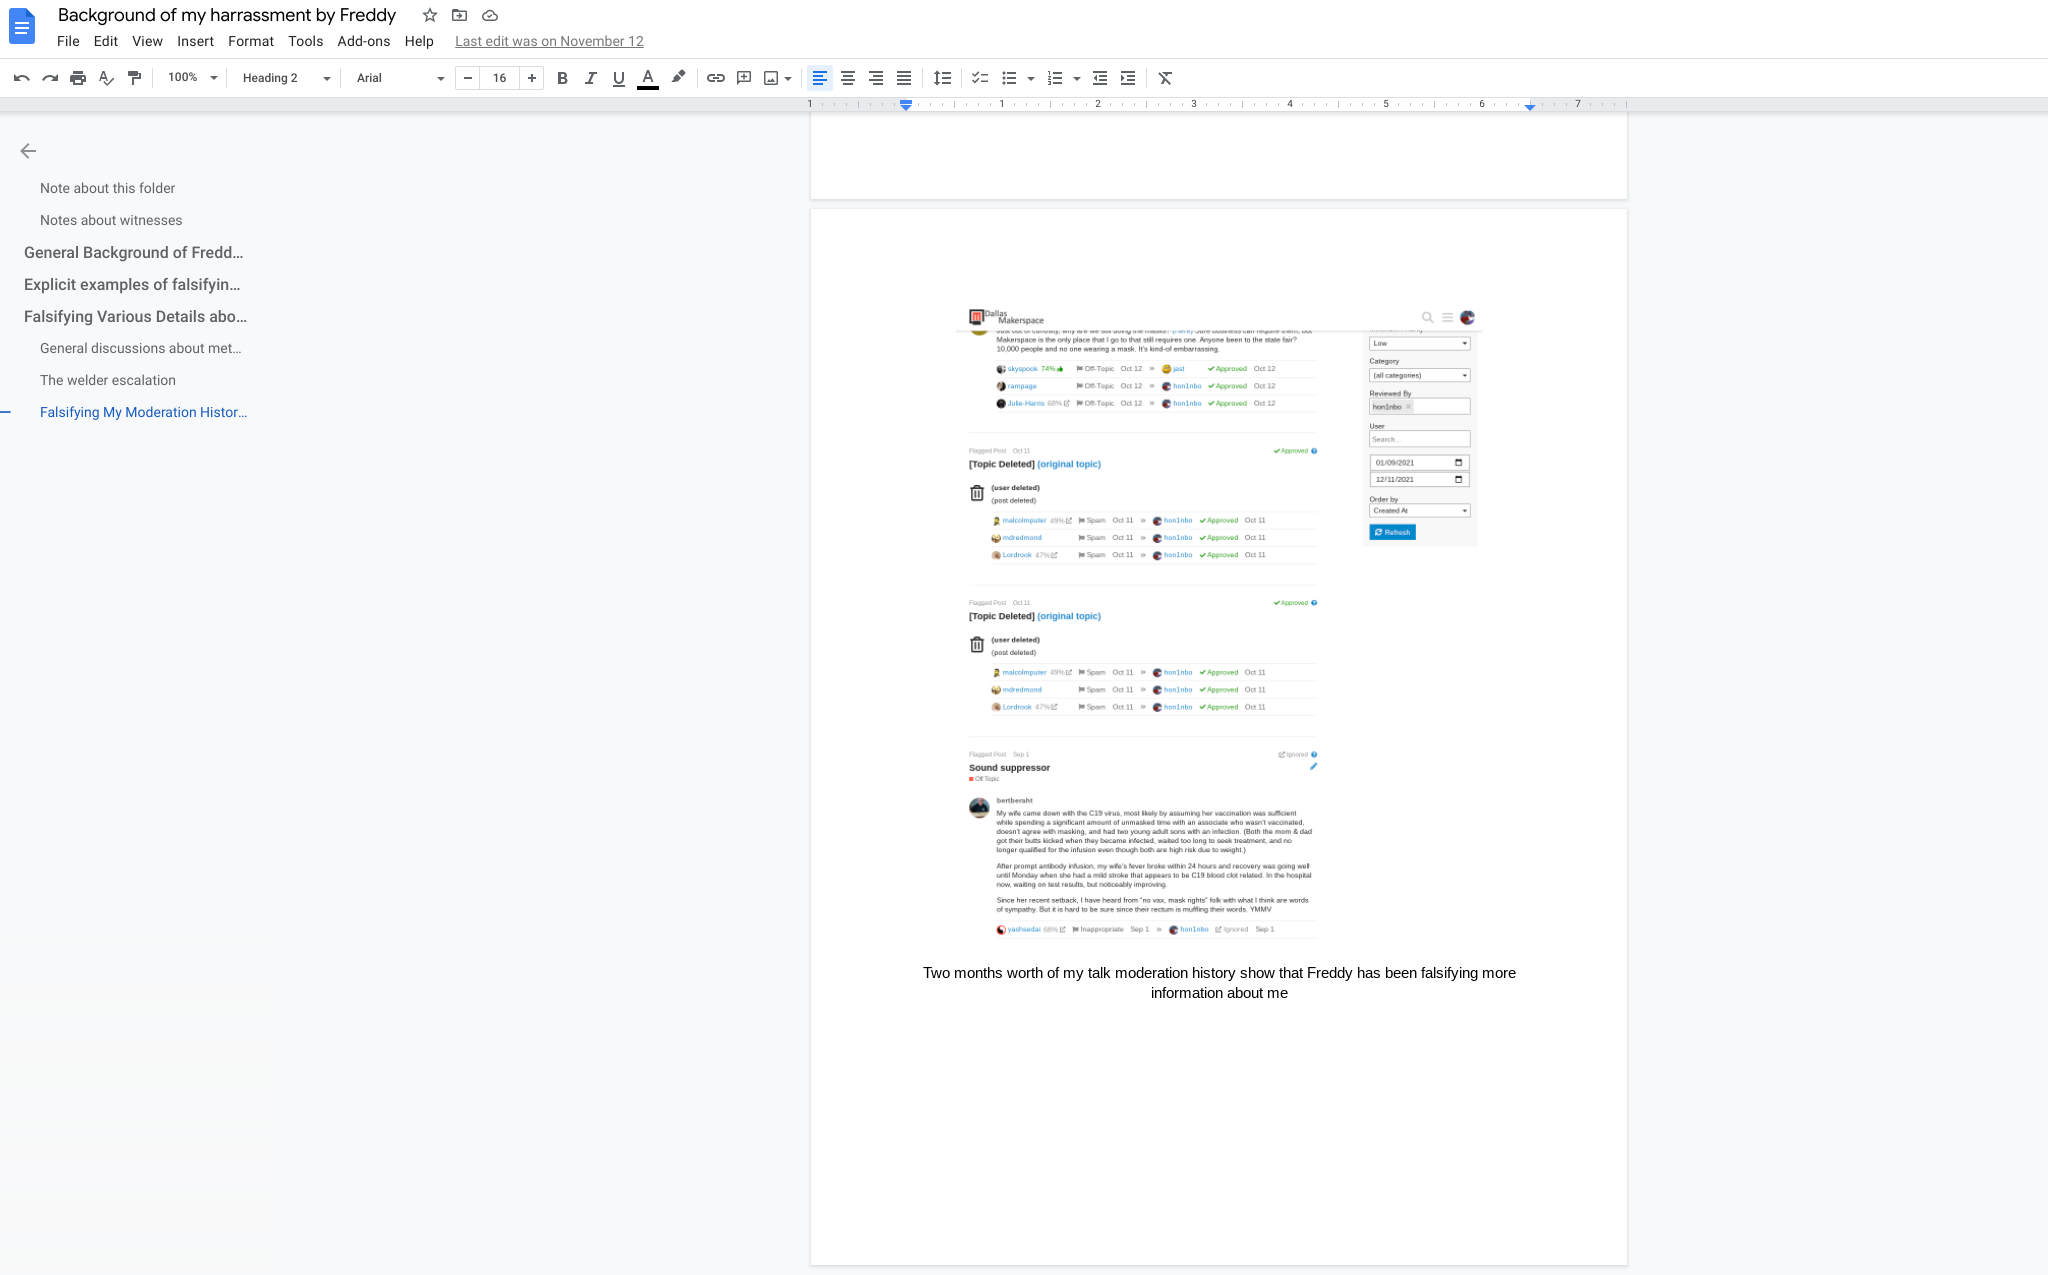 Background of my harrassment by Freddy
File Edit View Insert Format Tools Add-ons Help Last edit was on November 12
100% Heading 2 Arial 16 B I U A
1 1 2 3 4 5 6 7
Note about this folder
Notes about witnesses
General Background of Fredd...
Explicit examples of falsifyin...
Falsifying Various Details abo...
General discussions about met...
The welder escalation
Falsifying My Moderation Histor...
Dallas
Makerspace
Makerspace is the only place that I go to that still requires one. Anyone been to the state fair?
10,000 people and no one wearing a mask. It's kind-of embarrassing.
skyspook 74% Off-Topic Oct 12 » jast Approved Oct 12
rampage Off-Topic Oct 12 » hon1nbo Approved Oct 12
Julie-Harris 68% Off-Topic Oct 12 » hon1nbo Approved Oct 12
Flagged Post Oct 11 Approved
[Topic Deleted] (original topic)
(user deleted)
(post deleted)
malcolmputer 49% Spam Oct 11 » hon1nbo Approved Oct 11
mdredmond Spam Oct 11 » hon1nbo Approved Oct 11
Lordrook 47% Spam Oct 11 » hon1nbo Approved Oct 11
Flagged Post Oct 11 Approved
[Topic Deleted] (original topic)
(user deleted)
(post deleted)
malcolmputer 49% Spam Oct 11 » hon1nbo Approved Oct 11
mdredmond Spam Oct 11 » hon1nbo Approved Oct 11
Lordrook 47% Spam Oct 11 » hon1nbo Approved Oct 11
Flagged Post Sep 1 Ignored
Sound suppressor
Off Topic
bertberaht
My wife came down with the C19 virus, most likely by assuming her vaccination was sufficient
while spending a significant amount of unmasked time with an associate who wasn't vaccinated,
doesn't agree with masking, and had two young adult sons with an infection. (Both the mom & dad
got their butts kicked when they became infected, waited too long to seek treatment, and no
longer qualified for the infusion even though both are high risk due to weight.)
After prompt antibody infusion, my wife's fever broke within 24 hours and recovery was going well
until Monday when she had a mild stroke that appears to be C19 blood clot related. In the hospital
now, waiting on test results, but noticeably improving.
Since her recent setback, I have heard from "no vax, mask rights" folk with what I think are words
of sympathy. But it is hard to be sure since their rectum is muffling their words. YMMV
yashsedai 68% Inappropriate Sep 1 » hon1nbo Ignored Sep 1
Low
Category
(all categories)
Reviewed By
hon1nbo ×
User
Search...
01/09/2021
12/11/2021
Order by
Created At
Refresh
Two months worth of my talk moderation history show that Freddy has been falsifying more
information about me